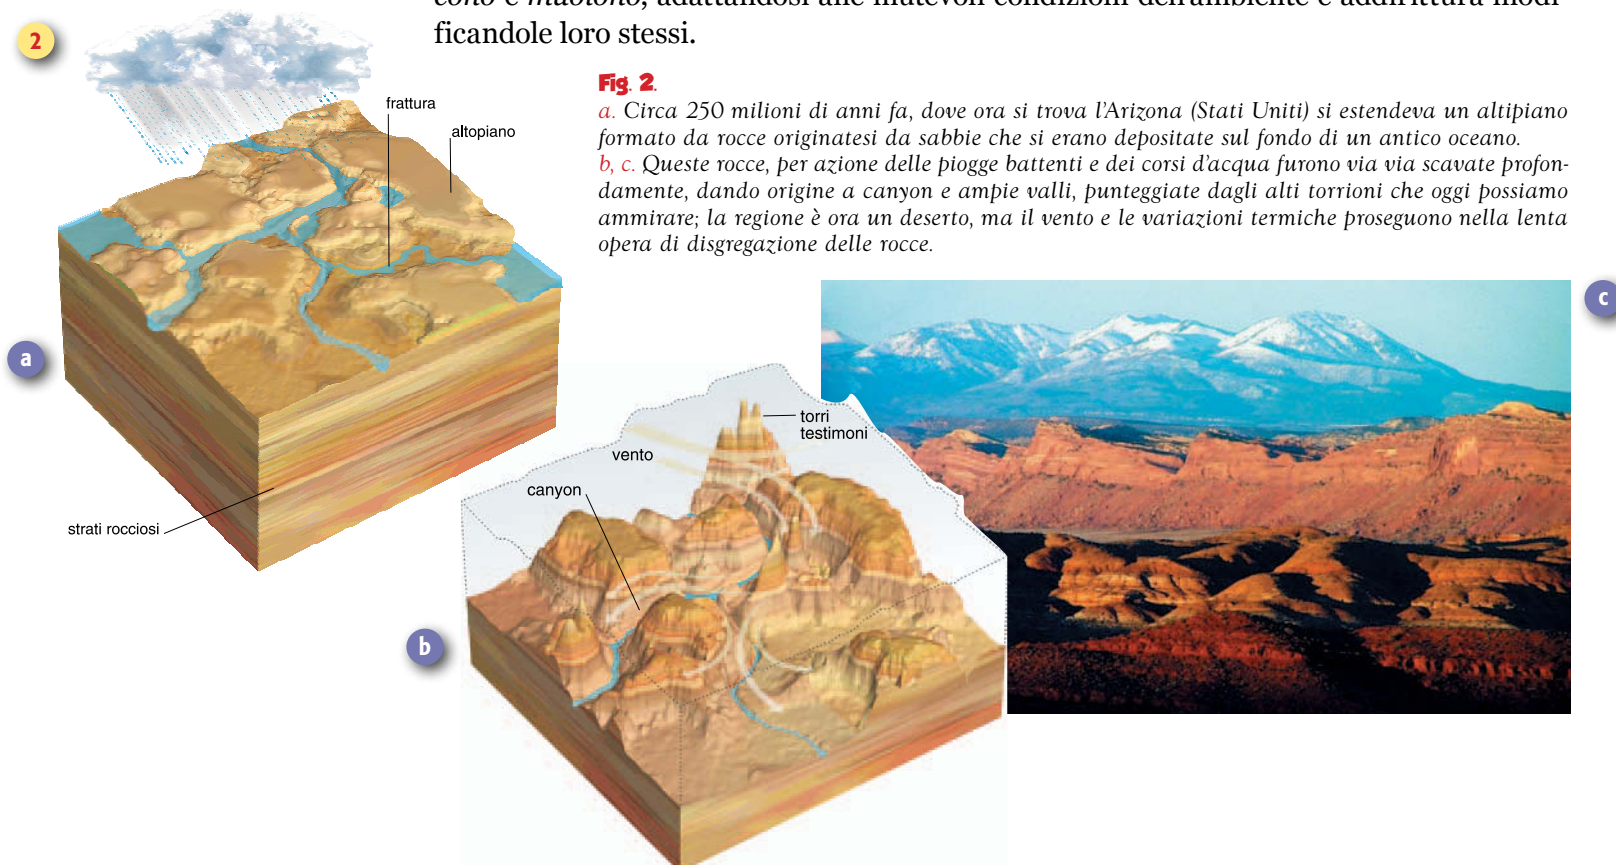 ficandole loro stessi.
2
Fig. 2.
a. Circa 250 milioni di anni fa, dove ora si trova l'Arizona (Stati Uniti) si estendeva un altipiano
formato da rocce originatesi da sabbie che si erano depositate sul fondo di un antico oceano.
b, c. Queste rocce, per azione delle piogge battenti e dei corsi d'acqua furono via via scavate profon-
damente, dando origine a canyon e ampie valli, punteggiate dagli alti torrioni che oggi possiamo
ammirare; la regione è ora un deserto, ma il vento e le variazioni termiche proseguono nella lenta
opera di disgregazione delle rocce.
frattura
altopiano
a
strati rocciosi
torri
testimoni
vento
canyon
b
c